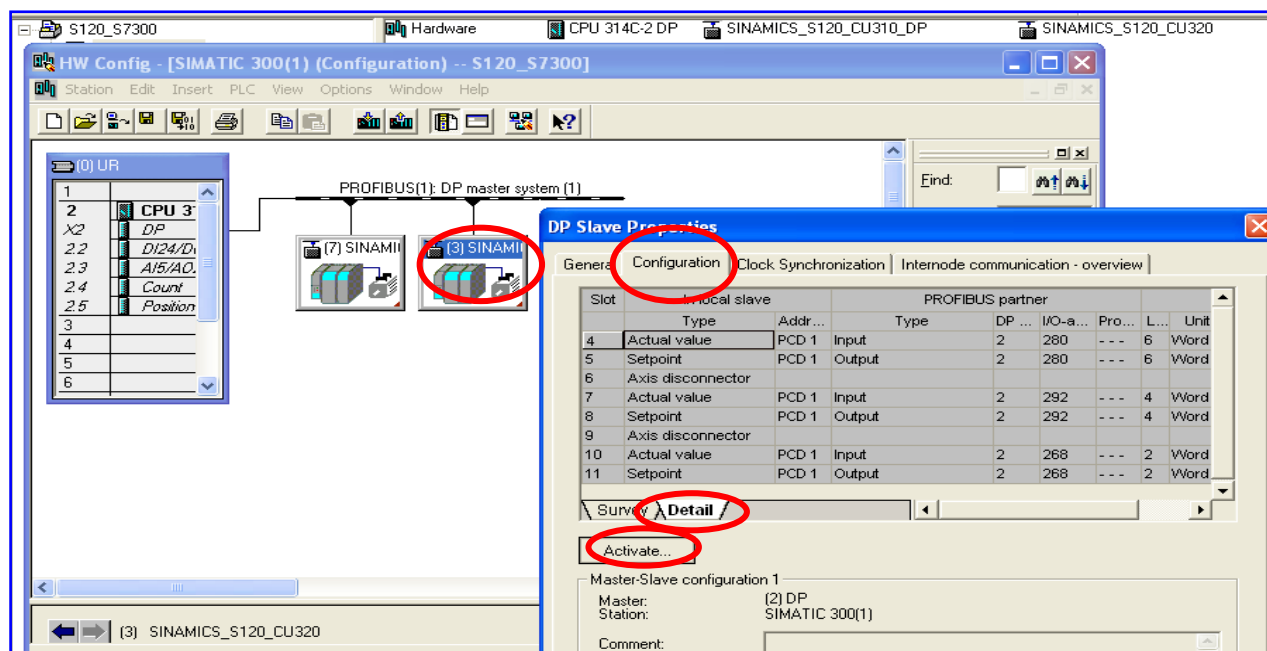 S120_S7300 Hardware CPU 314C-2 DP SINAMICS_S120_CU310_DP SINAMICS_S120_CU320
HW Config - [SIMATIC 300(1) (Configuration) -- S120_S7300]
Station Edit Insert PLC View Options Window Help
(0) UR
1
2 CPU 3
X2 DP
2.2 DI24/D
2.3 AI5/AO
2.4 Count
2.5 Position
3
4
5
6
PROFIBUS(1): DP master system (1)
(7) SINAMI
(3) SINAMI
Find:
DP Slave Properties
General Configuration Clock Synchronization Internode communication - overview
Slot local slave PROFIBUS partner
Type Addr... Type DP ... I/O-a... Pro... L... Unit
4 Actual value PCD 1 Input 2 280 --- 6 Word
5 Setpoint PCD 1 Output 2 280 --- 6 Word
6 Axis disconnector
7 Actual value PCD 1 Input 2 292 --- 4 Word
8 Setpoint PCD 1 Output 2 292 --- 4 Word
9 Axis disconnector
10 Actual value PCD 1 Input 2 268 --- 2 Word
11 Setpoint PCD 1 Output 2 268 --- 2 Word
Survey Detail
Activate...
Master-Slave configuration 1
Master: (2) DP
Station: SIMATIC 300(1)
Comment:
(3) SINAMICS_S120_CU320